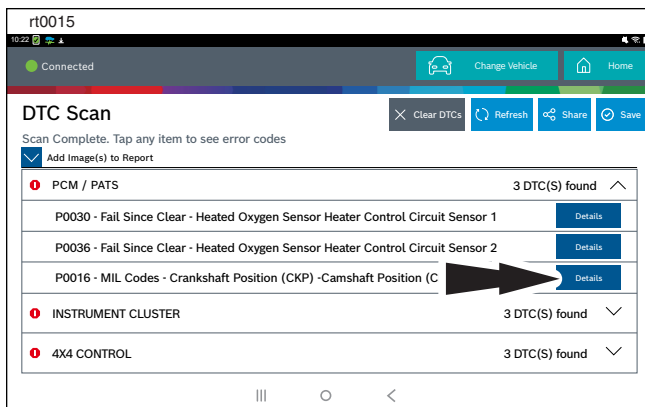 rt0015
10:22
Connected
Change Vehicle
Home
DTC Scan
Clear DTCs
Refresh
Share
Save
Scan Complete. Tap any item to see error codes
Add Image(s) to Report
PCM / PATS 3 DTC(S) found
P0030 - Fail Since Clear - Heated Oxygen Sensor Heater Control Circuit Sensor 1 Details
P0036 - Fail Since Clear - Heated Oxygen Sensor Heater Control Circuit Sensor 2 Details
P0016 - MIL Codes - Crankshaft Position (CKP) -Camshaft Position (C Details
INSTRUMENT CLUSTER 3 DTC(S) found
4X4 CONTROL 3 DTC(S) found